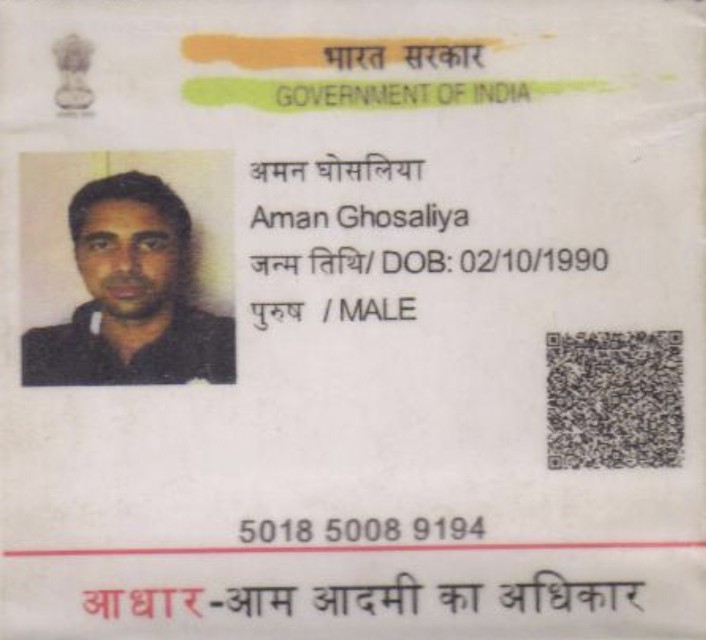 भारत सरकार
GOVERNMENT OF INDIA
अमन घोसलिया
Aman Ghosaliya
जन्म तिथि/ DOB: 02/10/1990
पुरुष / MALE
5018 5008 9194
आधार-आम आदमी का अधिकार